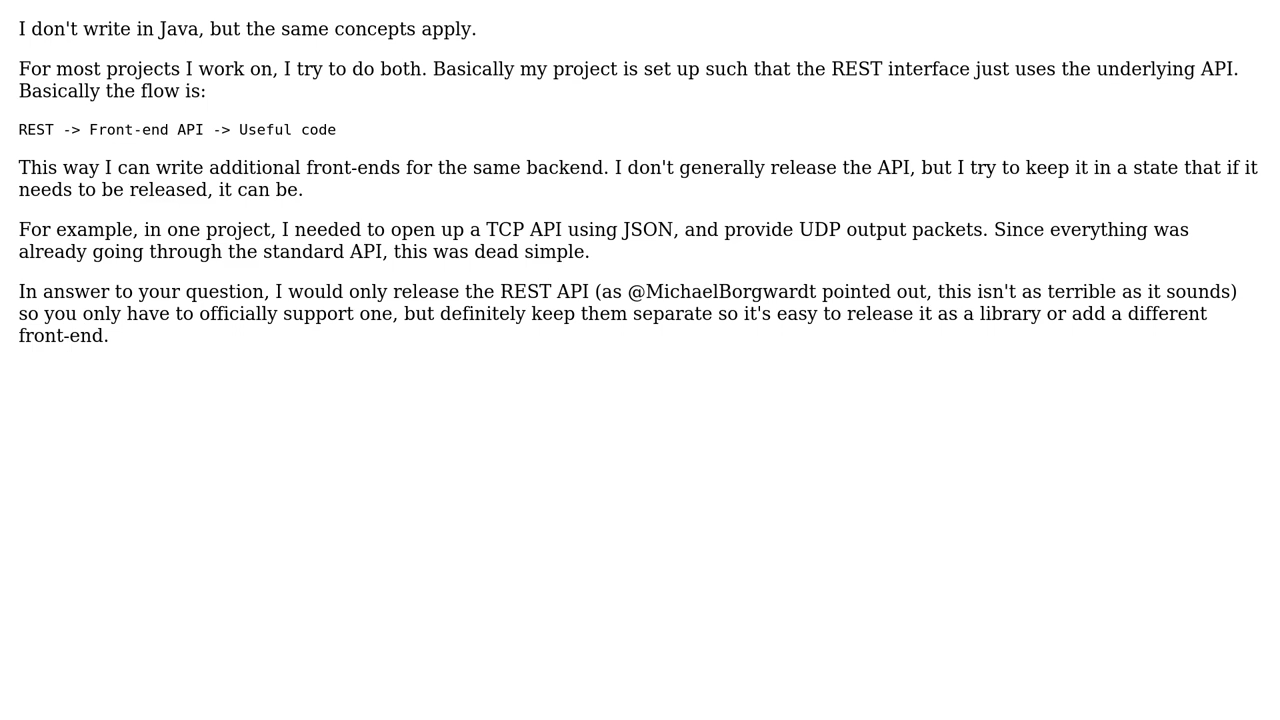 I don't write in Java, but the same concepts apply.
For most projects I work on, I try to do both. Basically my project is set up such that the REST interface just uses the underlying API.
Basically the flow is:
REST -> Front-end API -> Useful code
This way I can write additional front-ends for the same backend. I don't generally release the API, but I try to keep it in a state that if it
needs to be released, it can be.
For example, in one project, I needed to open up a TCP API using JSON, and provide UDP output packets. Since everything was
already going through the standard API, this was dead simple.
In answer to your question, I would only release the REST API (as @MichaelBorgwardt pointed out, this isn't as terrible as it sounds)
so you only have to officially support one, but definitely keep them separate so it's easy to release it as a library or add a different
front-end.